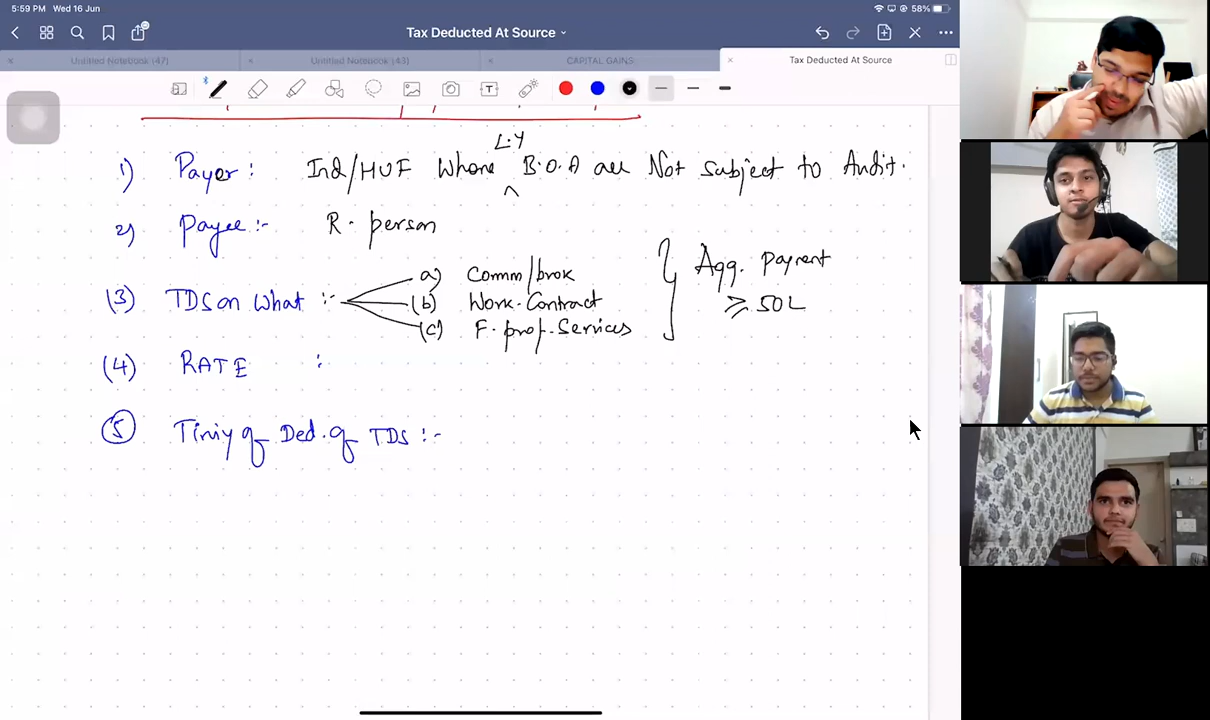 5:59 PM Wed 16 Jun
58%
Tax Deducted At Source
Untitled Notebook (47)
Untitled Notebook (43)
CAPITAL GAINS
Tax Deducted At Source
L.Y
1) Payer: Ind/HUF Whose B.O.A are Not subject to Audit.
2) Payee:- R. person
(3) TDS on What :-
a) Comm/brok
(b) Work.Contract
(c) F. prof. Services
Agg. Payment
≥ 50L
(4) RATE :
5 Timing of Ded. of TDS :-